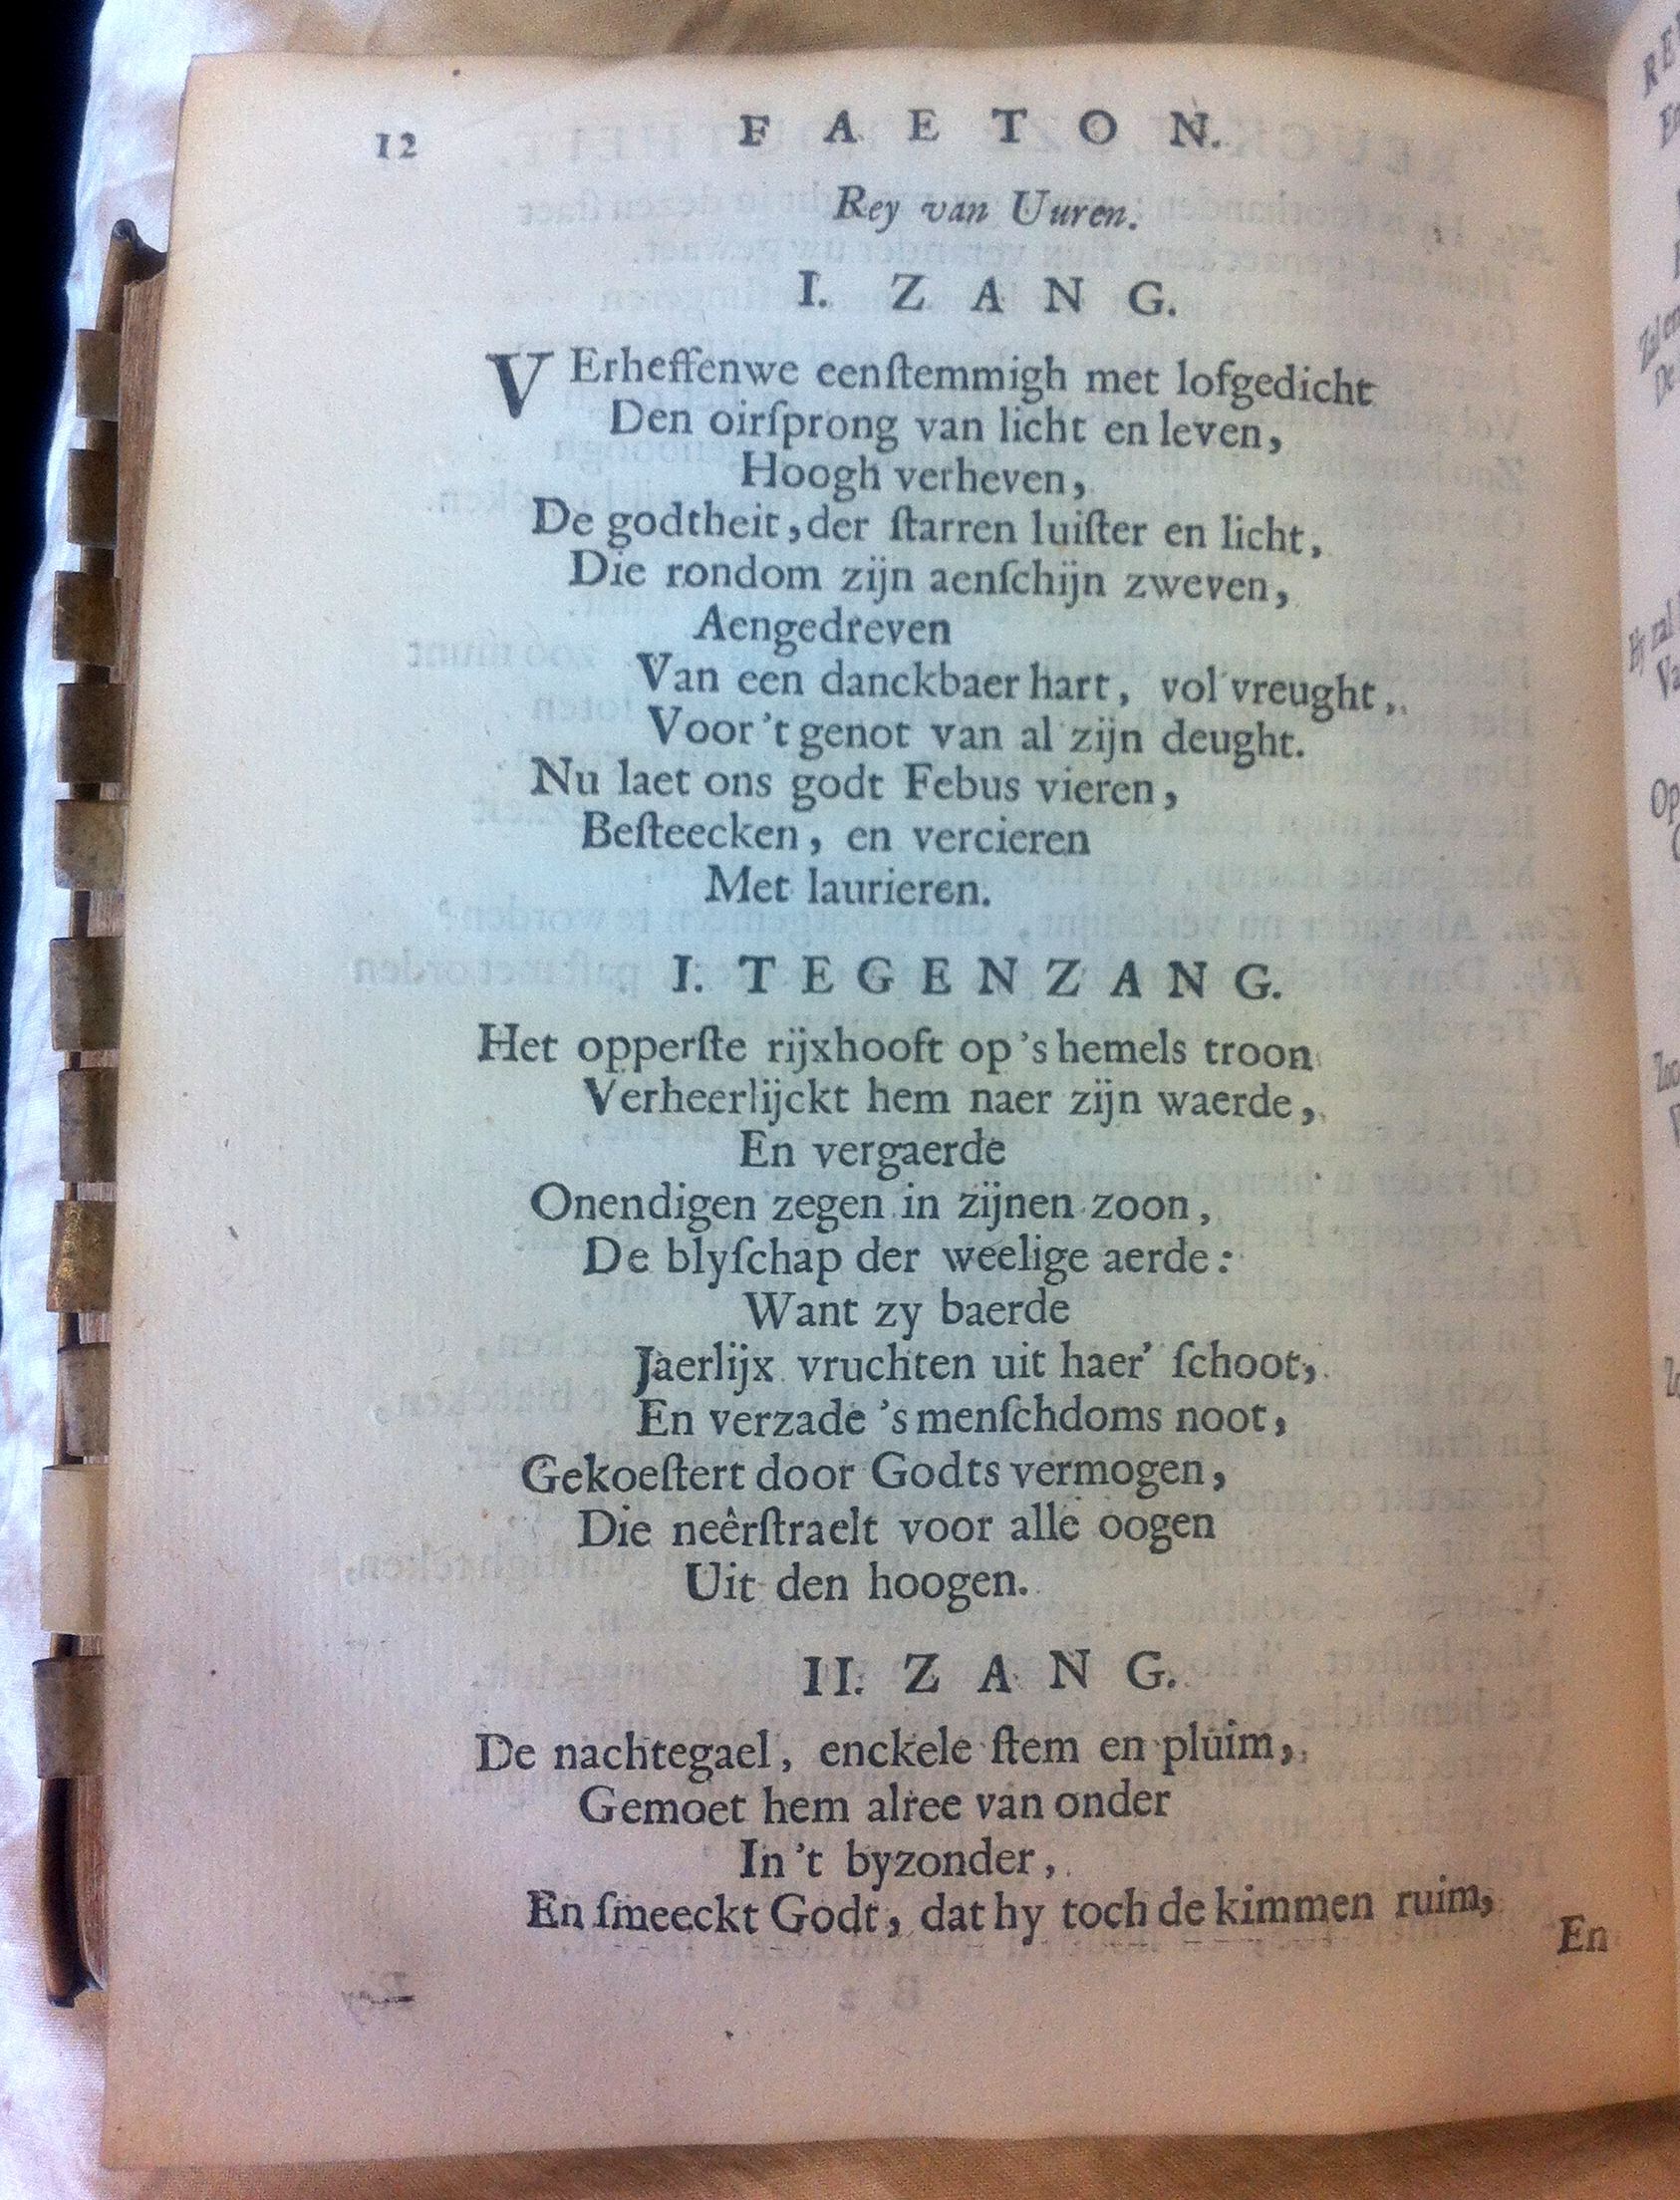 12 FAETON.
Rey van Uuren.
I. ZANG.
VErheffenwe eenſtemmigh met lofgedicht
Den oirſprong van licht en leven,
Hoogh verheven,
De godtheit, der ſtarren luiſter en licht,
Die rondom zijn aenſchijn zweven,
Aengedreven
Van een danckbaer hart, vol vreught,
Voor 't genot van al zijn deught.
Nu laet ons godt Febus vieren,
Beſteecken, en vercieren
Met laurieren.
I. TEGENZANG.
Het opperſte rijxhooft op 's hemels troon
Verheerlijckt hem naer zijn waerde,
En vergaerde
Onendigen zegen in zijnen zoon,
De blyſchap der weelige aerde:
Want zy baerde
Jaerlijx vruchten uit haer' ſchoot,
En verzade 's menſchdoms noot,
Gekoeſtert door Godts vermogen,
Die neêrſtraelt voor alle oogen
Uit den hoogen.
II. ZANG.
De nachtegael, enckele ſtem en pluim,
Gemoet hem alree van onder
In 't byzonder,
En ſmeeckt Godt, dat hy toch de kimmen ruim,
En